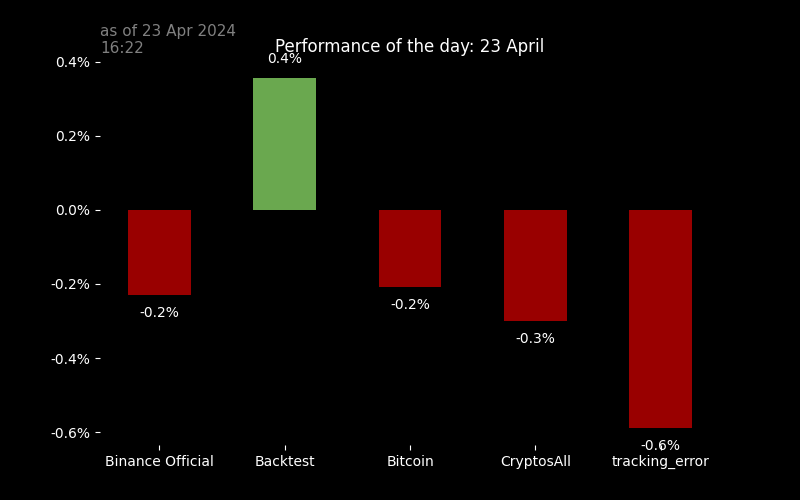 as of 23 Apr 2024
16:22
Performance of the day: 23 April
0.4%
0.4%
0.2%
0.0%
-0.2%
-0.2%
-0.2%
-0.3%
-0.4%
-0.6%
-0.6%
Binance Official
Backtest
Bitcoin
CryptosAll
tracking_error